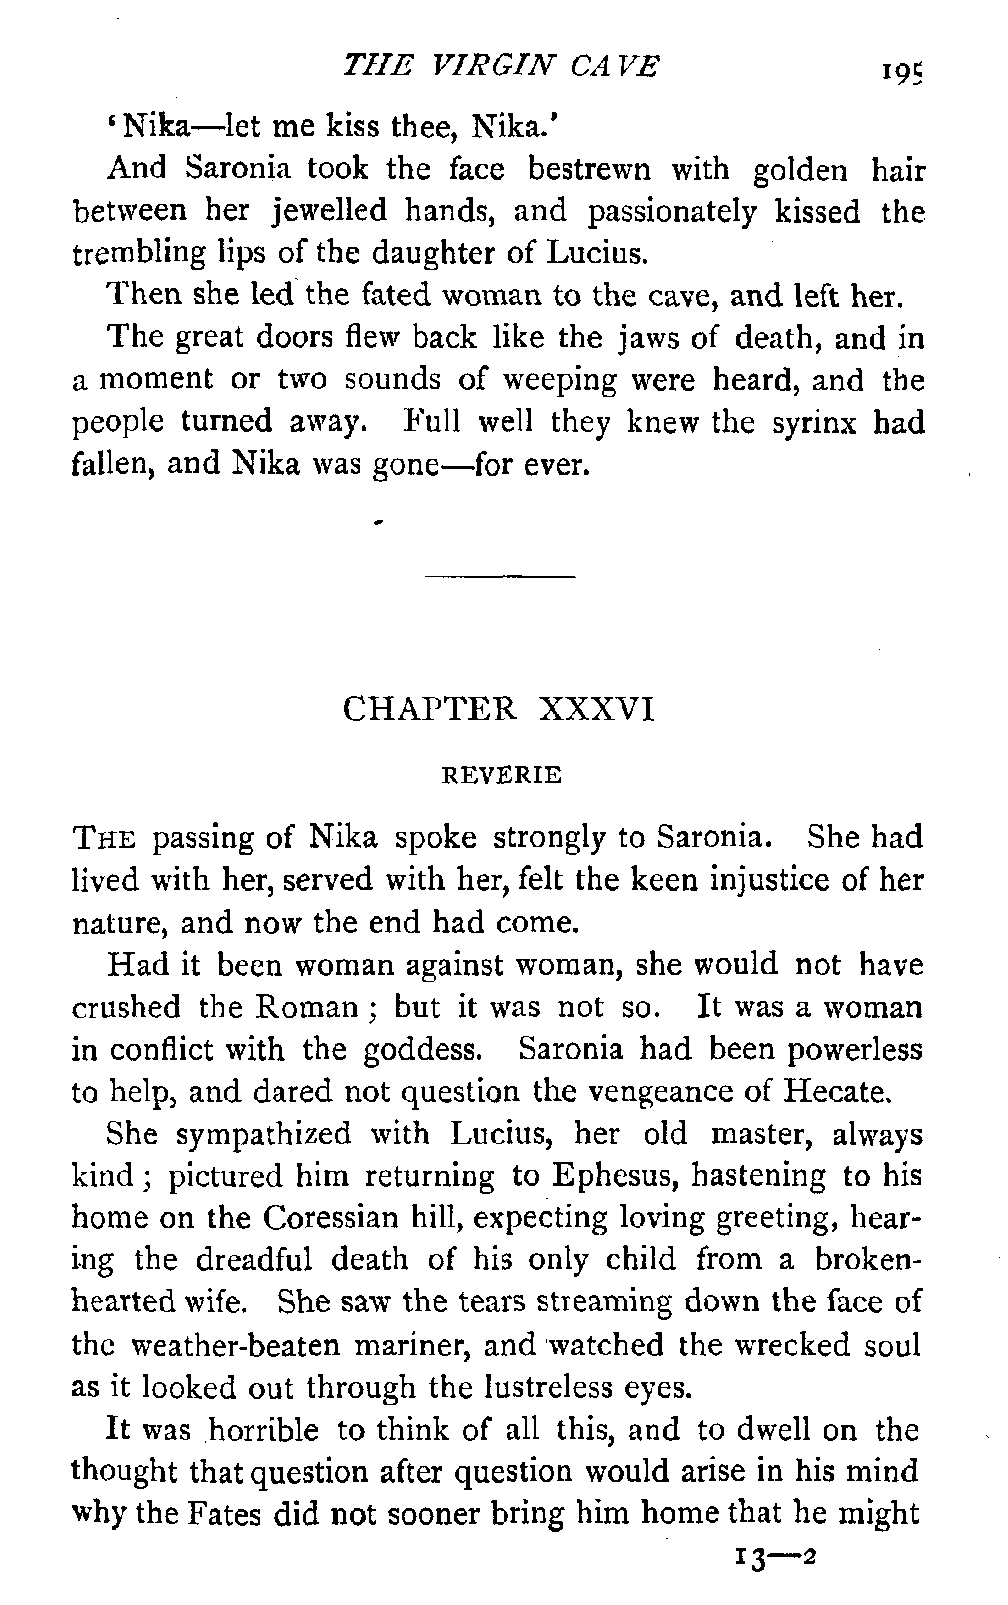 THE VIRGIN CAVE 195
‘Nika—let me kiss thee, Nika.’
And Saronia took the face bestrewn with golden hair
between her jewelled hands, and passionately kissed the
trembling lips of the daughter of Lucius.
Then she led the fated woman to the cave, and left her.
The great doors flew back like the jaws of death, and in
a moment or two sounds of weeping were heard, and the
people turned away. Full well they knew the syrinx had
fallen, and Nika was gone—for ever.
CHAPTER XXXVI
REVERIE
THE passing of Nika spoke strongly to Saronia. She had
lived with her, served with her, felt the keen injustice of her
nature, and now the end had come.
Had it been woman against woman, she would not have
crushed the Roman ; but it was not so. It was a woman
in conflict with the goddess. Saronia had been powerless
to help, and dared not question the vengeance of Hecate.
She sympathized with Lucius, her old master, always
kind ; pictured him returning to Ephesus, hastening to his
home on the Coressian hill, expecting loving greeting, hear-
ing the dreadful death of his only child from a broken-
hearted wife. She saw the tears streaming down the face of
the weather-beaten mariner, and watched the wrecked soul
as it looked out through the lustreless eyes.
It was horrible to think of all this, and to dwell on the
thought that question after question would arise in his mind
why the Fates did not sooner bring him home that he might
13—2